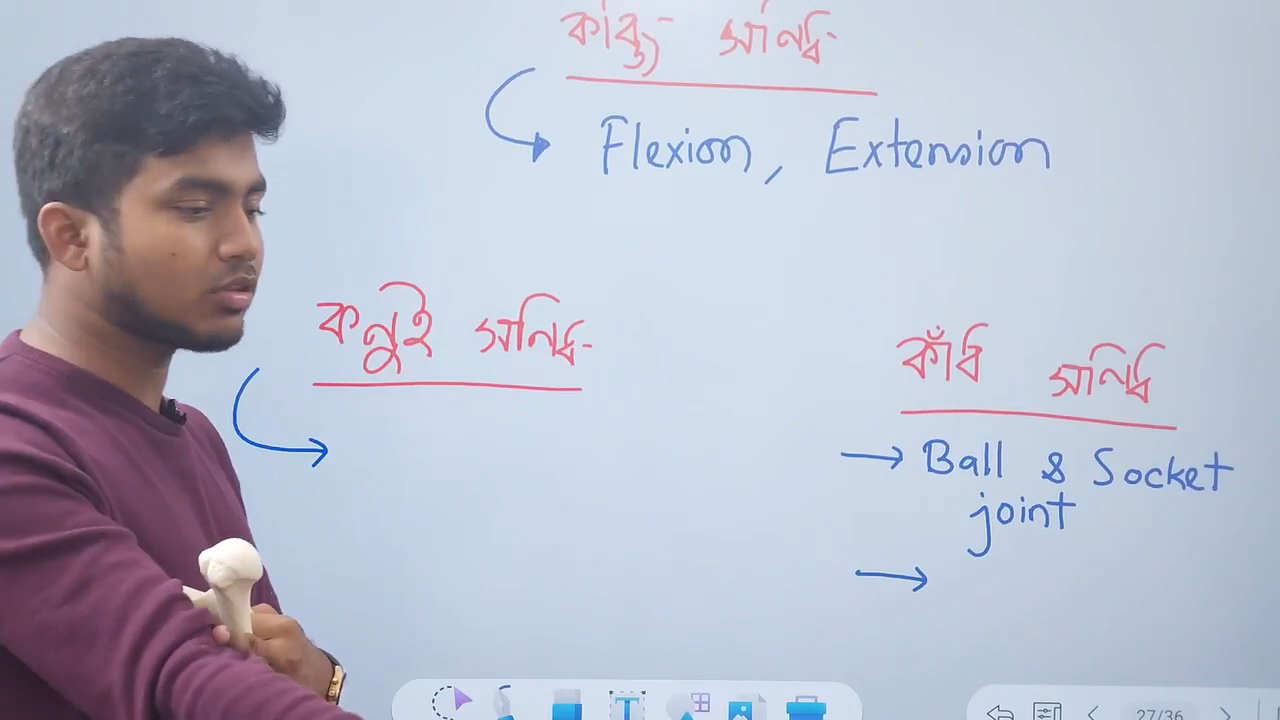 কব্জি সন্ধি
Flexion, Extension
কনুই সন্ধি
কাঁধ সন্ধি
→ Ball & Socket
joint
→
T
27/36